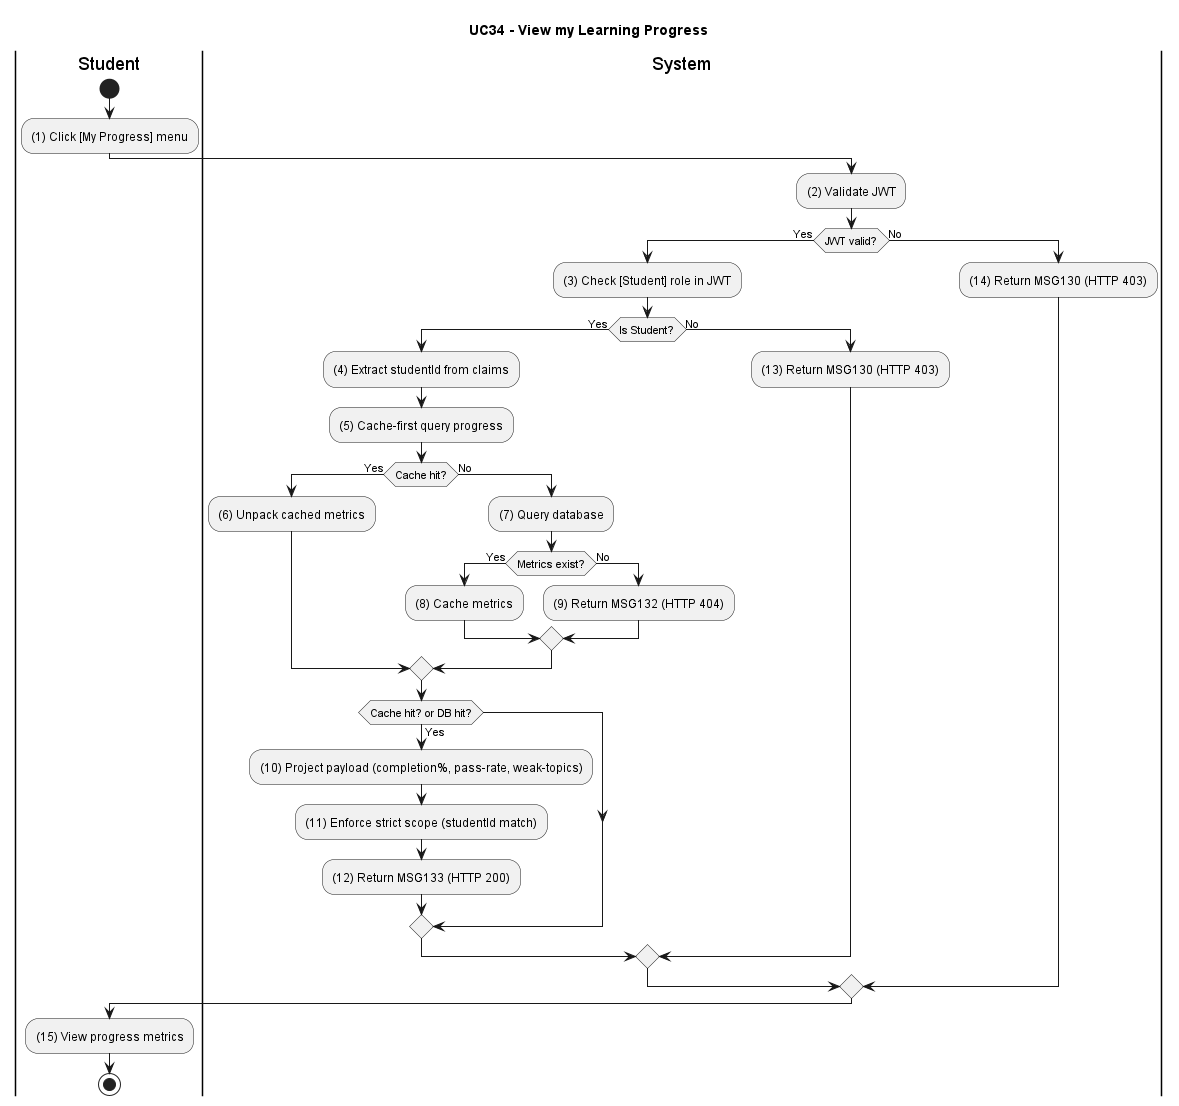 UC34 - View my Learning Progress
Student
System
(1) Click [My Progress] menu
(2) Validate JWT
Yes
JWT valid?
No
(3) Check [Student] role in JWT
(14) Return MSG130 (HTTP 403)
Yes
Is Student?
No
(4) Extract studentId from claims
(13) Return MSG130 (HTTP 403)
(5) Cache-first query progress
Yes
Cache hit?
No
(6) Unpack cached metrics
(7) Query database
Yes
Metrics exist?
No
(8) Cache metrics
(9) Return MSG132 (HTTP 404)
Cache hit? or DB hit?
Yes
(10) Project payload (completion%, pass-rate, weak-topics)
(11) Enforce strict scope (studentId match)
(12) Return MSG133 (HTTP 200)
(15) View progress metrics